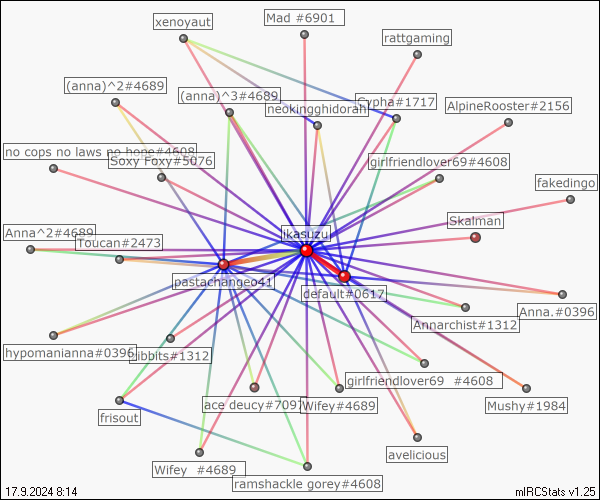 Mad #6901
xenoyaut
rattgaming
(anna)^2#4689
(anna)^3#4689
neokingghidorah
Cypha#1717
AlpineRooster#2156
no cops no laws no hope#4608
Soxy Foxy#5076
girlfriendlover69#4608
fakedingo
Skalman
jikasuzu
Anna^2#4689
Toucan#2473
pastachangeo41
default#0617
Anna.#0396
Annarchist#1312
hypomanianna#0396
#1312
girlfriendlover69 #4608
ace deucy#7097
Wifey#4689
Mushy#1984
frisout
avelicious
Wifey #4689
ramshackle gorey#4608
17.9.2024 8:14
mIRCStats v1.25